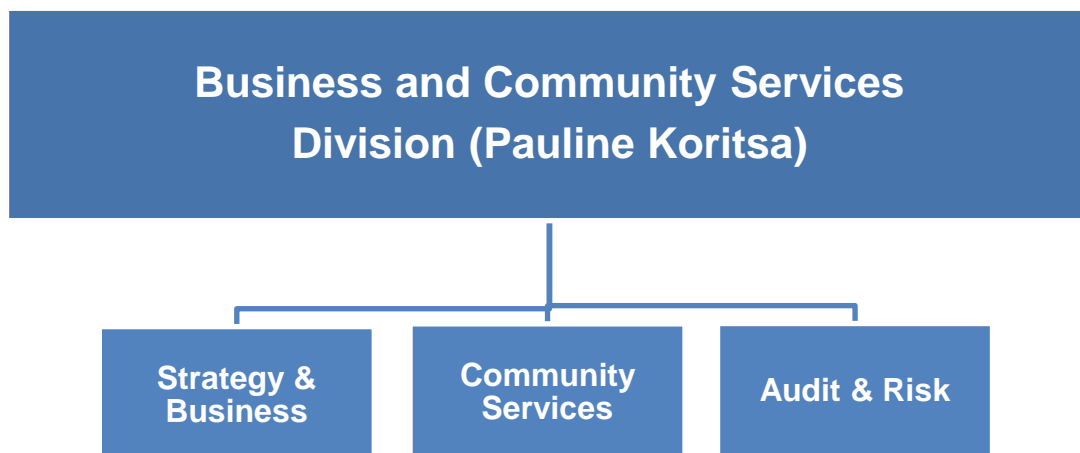 Business and Community Services
Division (Pauline Koritsa)
Strategy &
Business
Community
Services
Audit & Risk